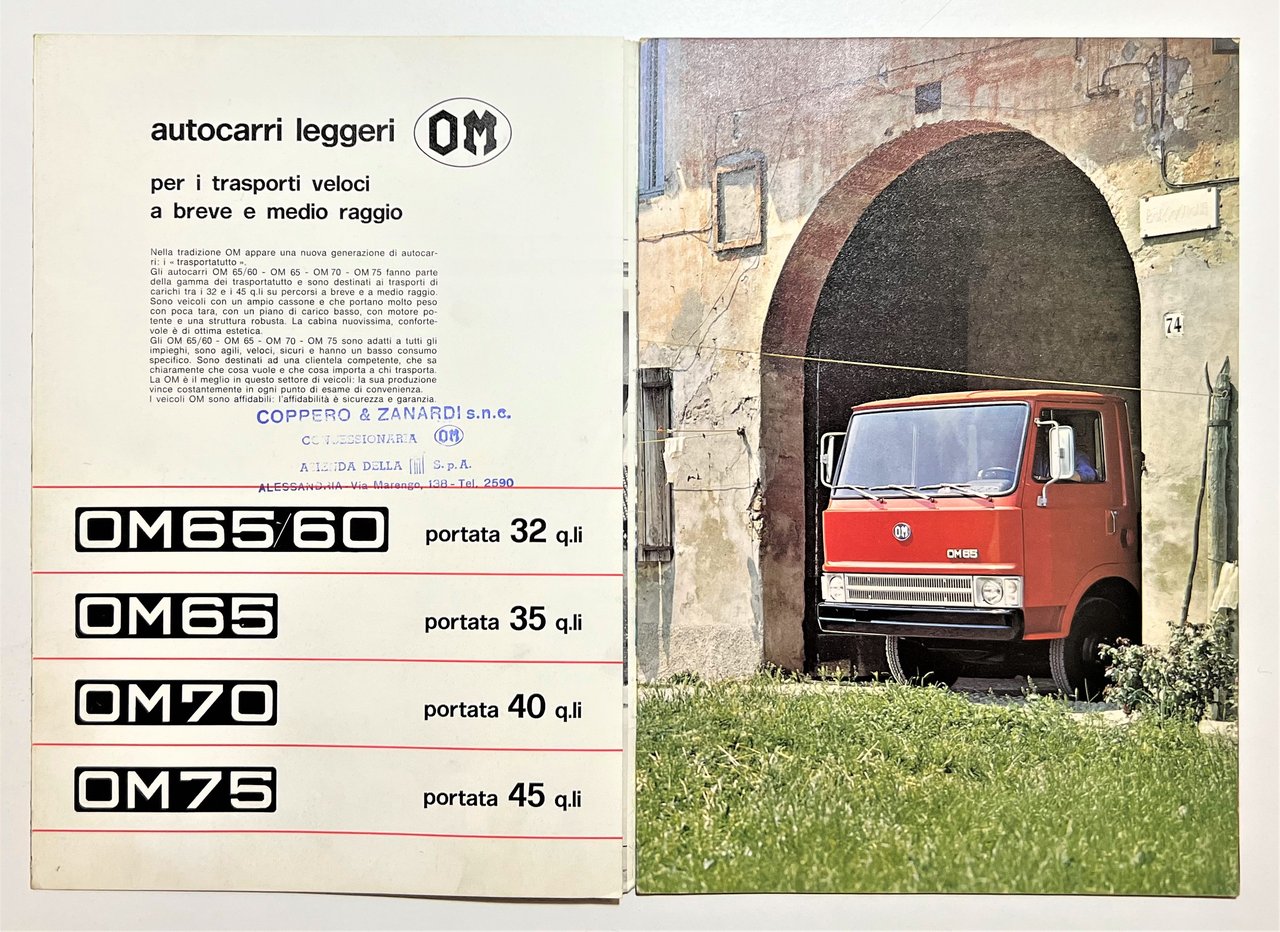 autocarri leggeri OM
per i trasporti veloci
a breve e medio raggio
Nella tradizione OM appare una nuova generazione di autocar-
ri: i « trasportatutto ».
Gli autocarri OM 65/60 - OM 65 - OM 70 - OM 75 fanno parte
della gamma dei trasportatutto e sono destinati ai trasporti di
carichi tra i 32 e i 45 q.li su percorsi a breve e a medio raggio.
Sono veicoli con un ampio cassone e che portano molto peso
con poca tara, con un piano di carico basso, con motore po-
tente e una struttura robusta. La cabina nuovissima, conforte-
vole è di ottima estetica.
Gli OM 65/60 - OM 65 - OM 70 - OM 75 sono adatti a tutti gli
impieghi, sono agili, veloci, sicuri e hanno un basso consumo
specifico. Sono destinati ad una clientela competente, che sa
chiaramente che cosa vuole e che cosa importa a chi trasporta.
La OM è il meglio in questo settore di veicoli: la sua produzione
vince costantemente in ogni punto di esame di convenienza.
I veicoli OM sono affidabili: l'affidabilità è sicurezza e garanzia.
COPPERO & ZANARDI s.n.c.
CONCESSIONARIA OM
AZIENDA DELLA S.p.A.
ALESSANDRIA - Via Marengo, 138 - Tel. 2590
OM65/60 portata 32 q.li
OM65 portata 35 q.li
OM70 portata 40 q.li
OM75 portata 45 q.li
74
OM
OM65